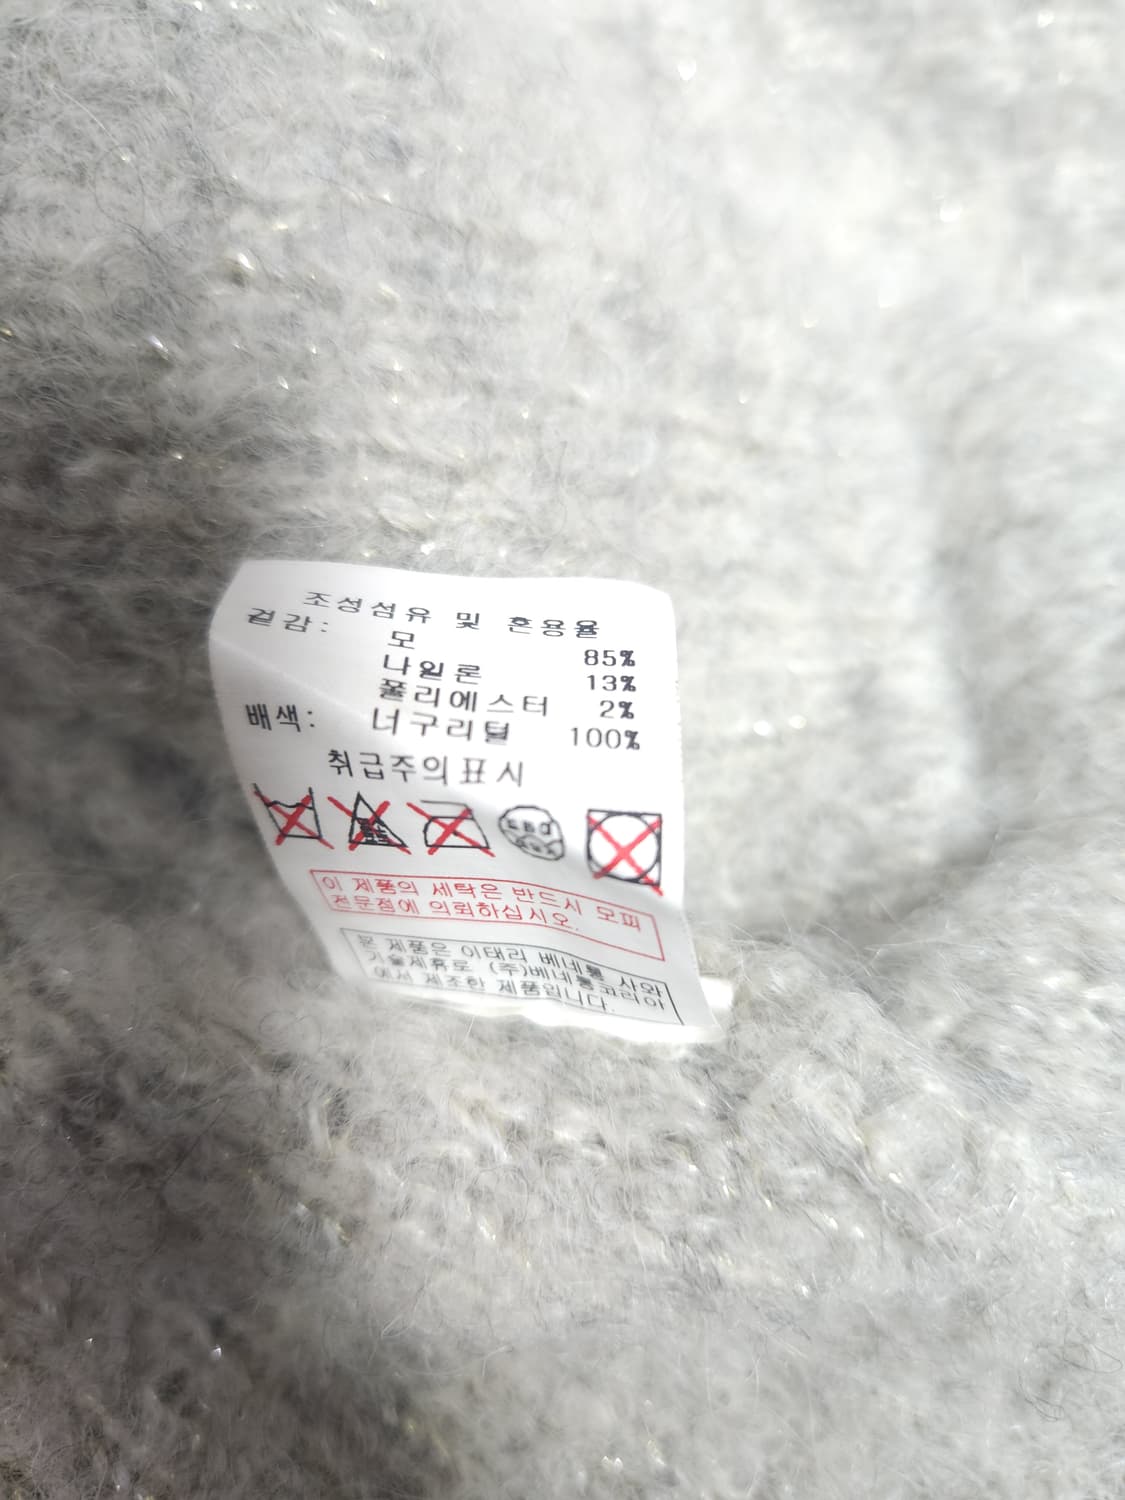 조성섬유 및 혼용율
겉감: 모 85%
나일론 13%
폴리에스터 2%
배색: 너구리털 100%
취급주의표시
이 제품의 세탁은 반드시 모피
전문점에 의뢰하십시오.
본 제품은 이태리 베네통 사와
기술제휴로 (주)베네통코리아
에서 제조한 제품입니다.